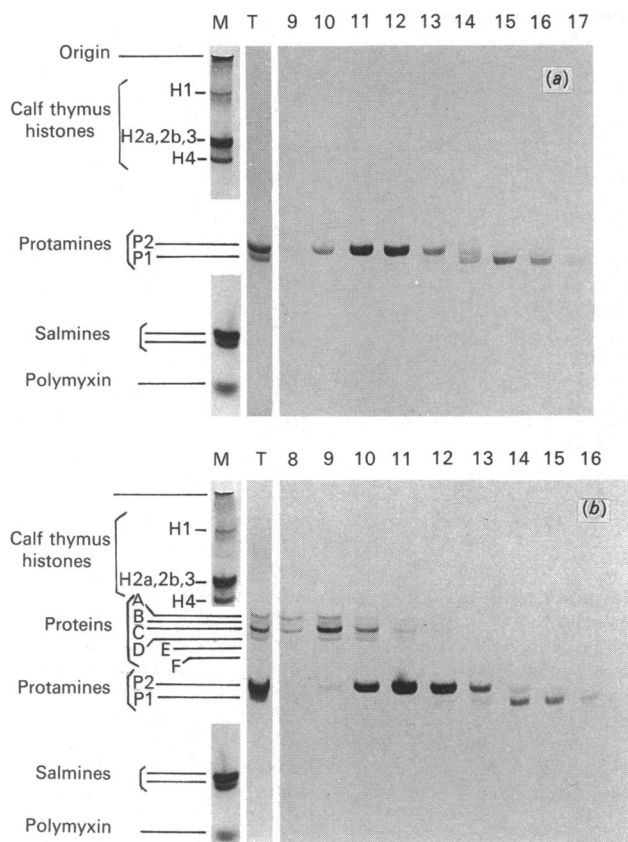 M T 9 10 11 12 13 14 15 16 17
Origin
(a)
H1
Calf thymus
histones
H2a,2b,3
H4
Protamines
P2
P1
Salmines
Polymyxin
M T 8 9 10 11 12 13 14 15 16
(b)
H1
Calf thymus
histones
H2a,2b,3
H4
A
B
Proteins
C
D
E
F
Protamines
P2
P1
Salmines
Polymyxin